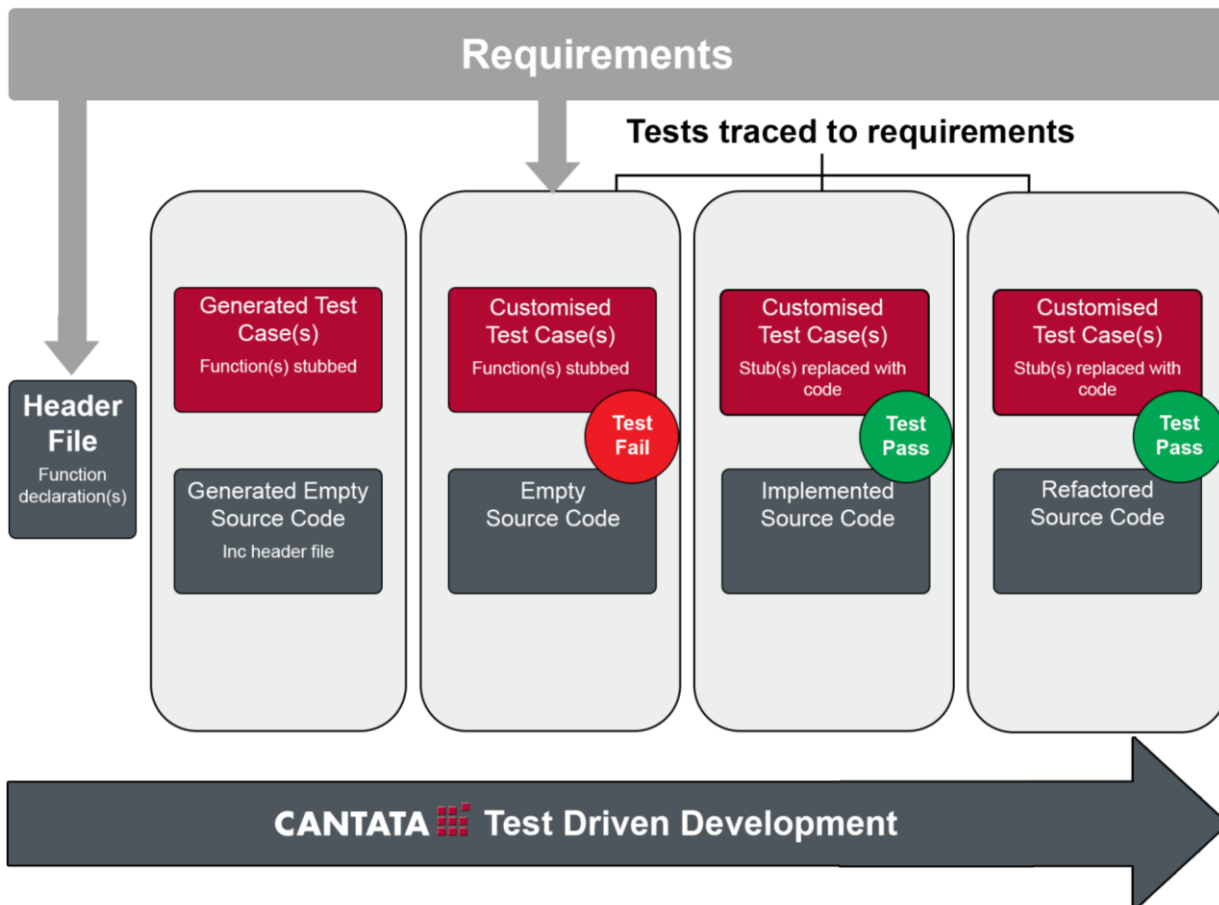 Requirements
Tests traced to requirements
Header
File
Function
declaration(s)
Generated Test
Case(s)
Function(s) stubbed
Generated Empty
Source Code
Inc header file
Customised
Test Case(s)
Function(s) stubbed
Test
Fail
Empty
Source Code
Customised
Test Case(s)
Stub(s) replaced with
code
Test
Pass
Implemented
Source Code
Customised
Test Case(s)
Stub(s) replaced with
code
Test
Pass
Refactored
Source Code
CANTATA Test Driven Development